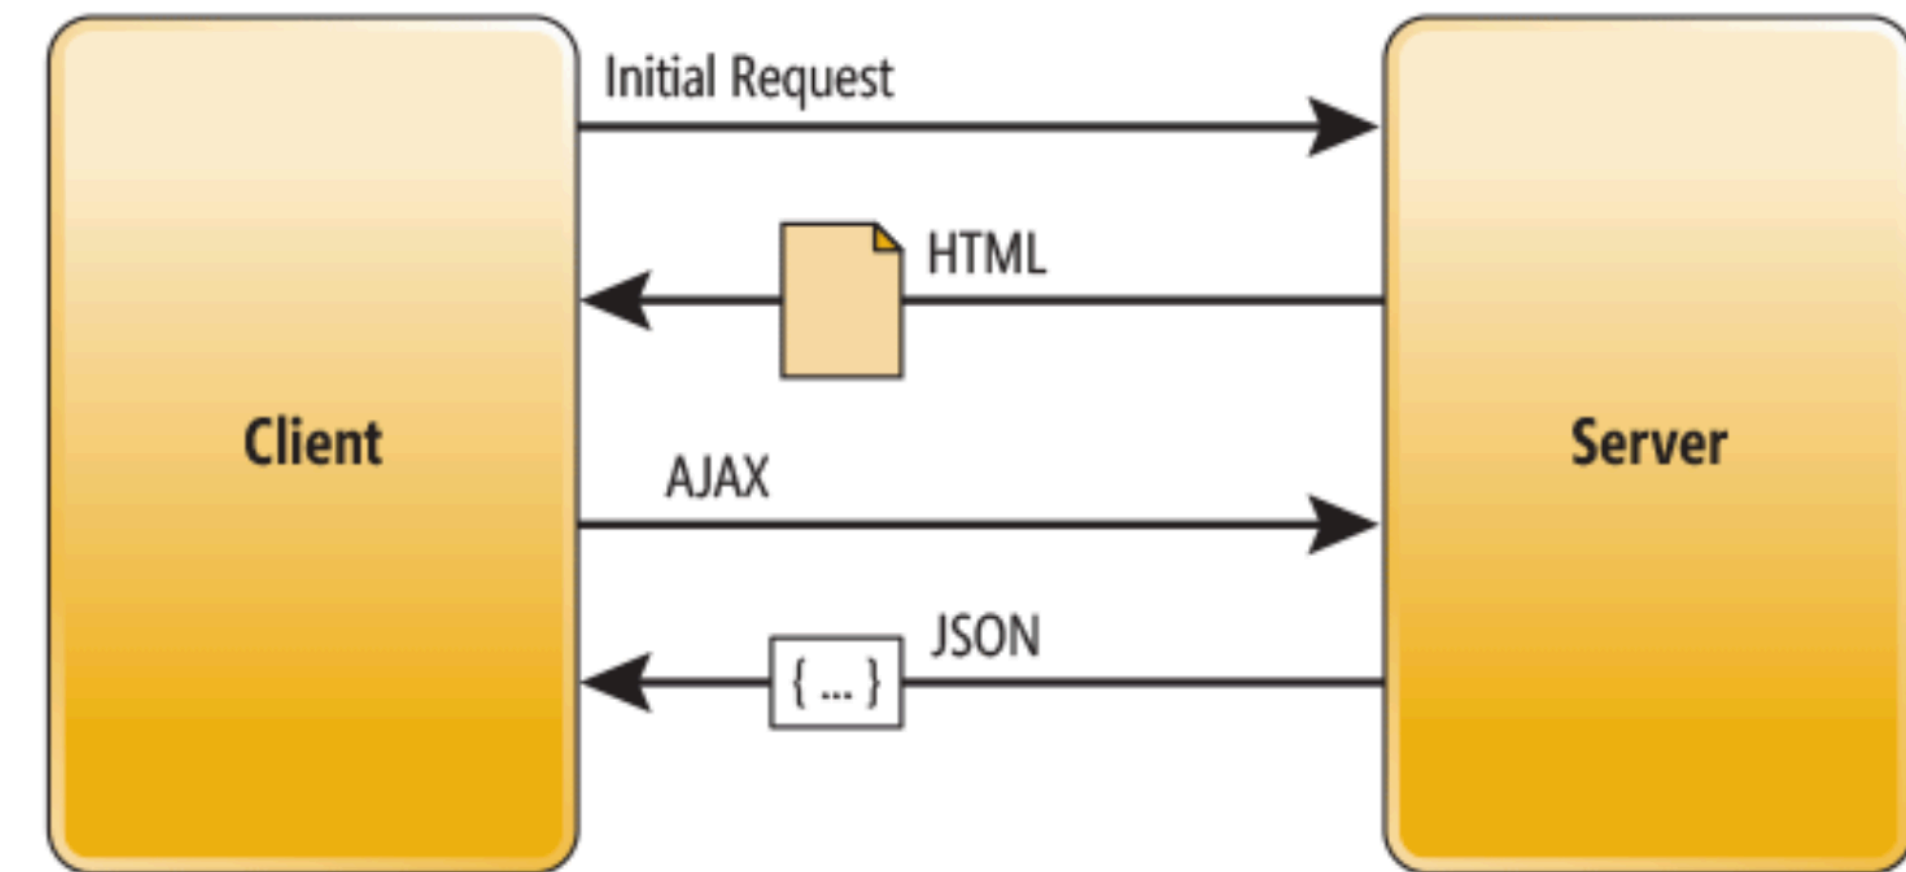 Initial Request
HTML
Client
Server
AJAX
JSON
{ ... }